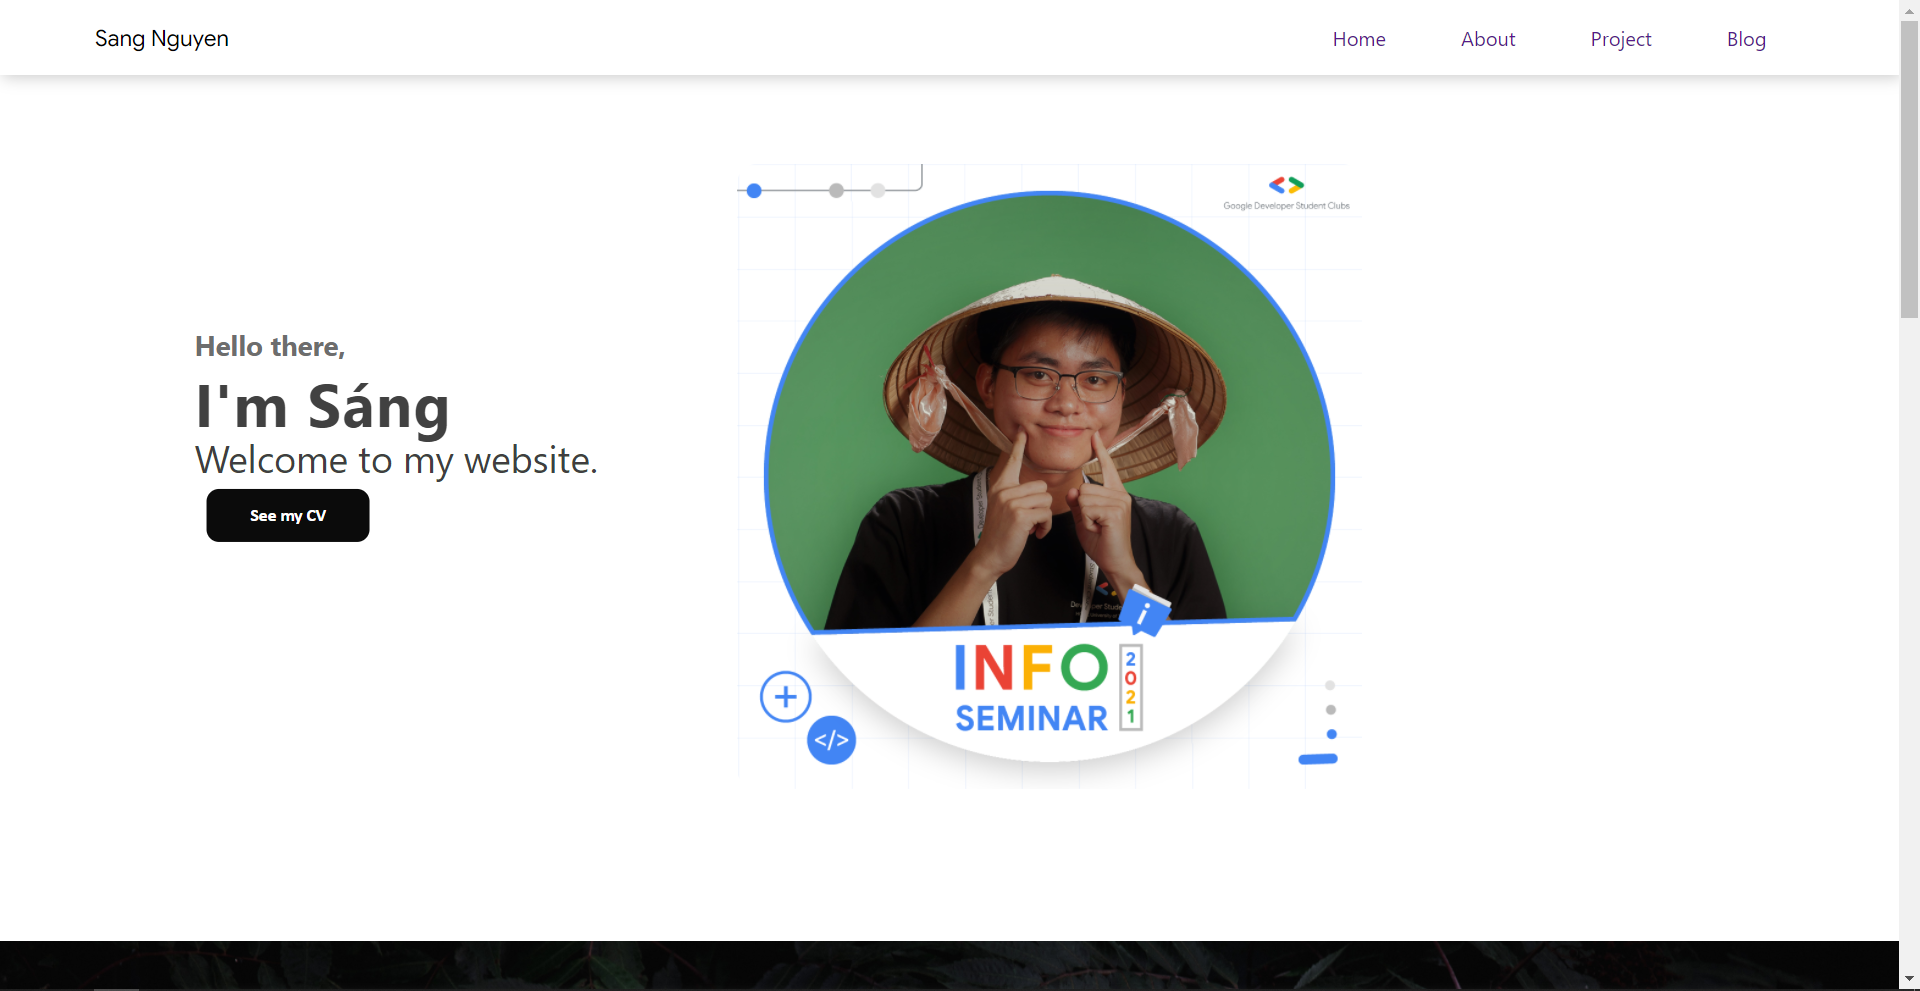 Sang Nguyen
Home
About
Project
Blog
Google Developer Student Clubs
Hello there,
I'm Sáng
Welcome to my website.
See my CV
i
INFO
2021
SEMINAR
</>